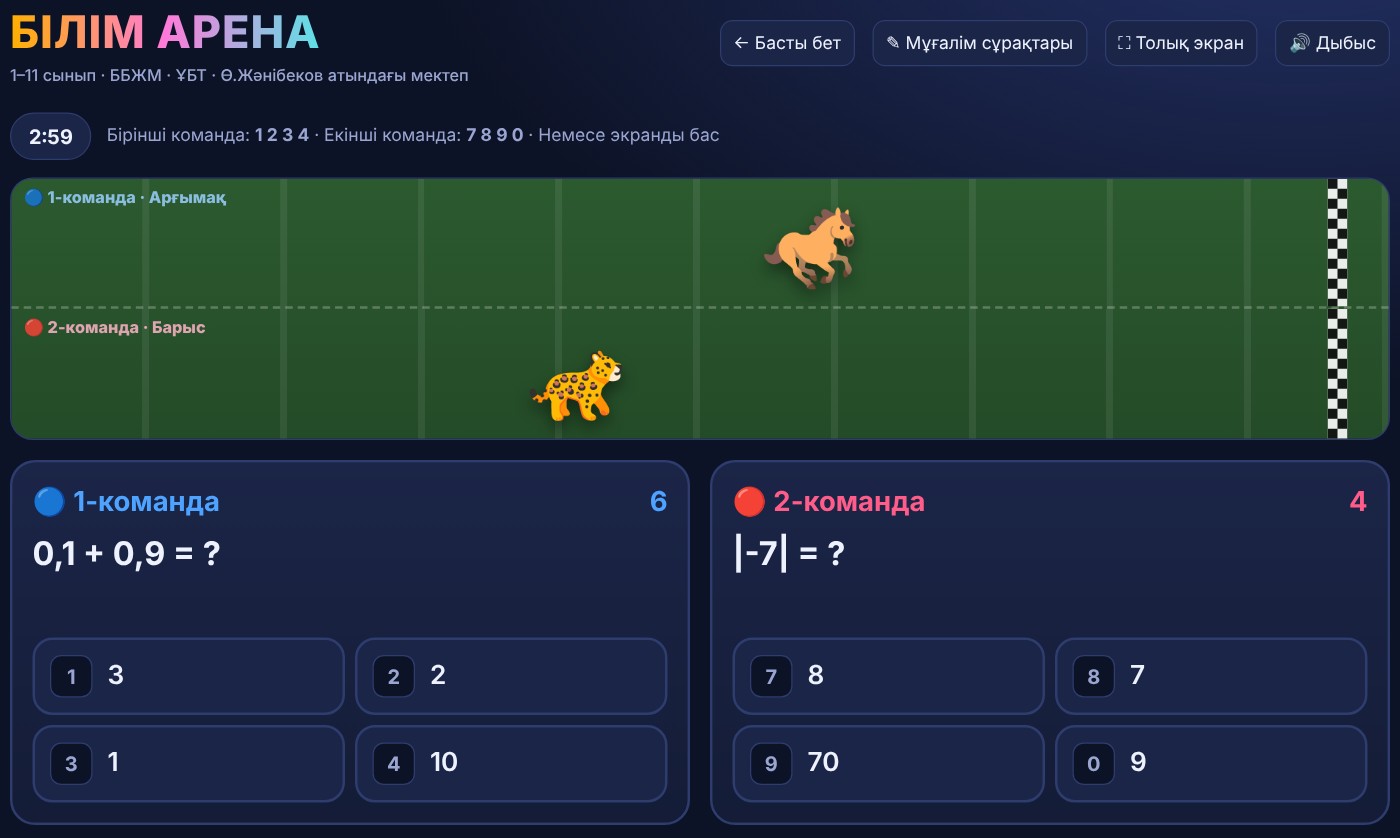 БІЛІМ АРЕНА
← Басты бет
✎ Мұғалім сұрақтары
⛶ Толық экран
🔊 Дыбыс
1–11 сынып · ББЖМ · ҰБТ · Ө.Жәнібеков атындағы мектеп
2:59
Бірінші команда: 1 2 3 4 · Екінші команда: 7 8 9 0 · Немесе экранды бас
1-команда · Арғымақ
2-команда · Барыс
1-команда 6
0,1 + 0,9 = ?
1 3
2 2
3 1
4 10
2-команда 4
|-7| = ?
7 8
8 7
9 70
0 9